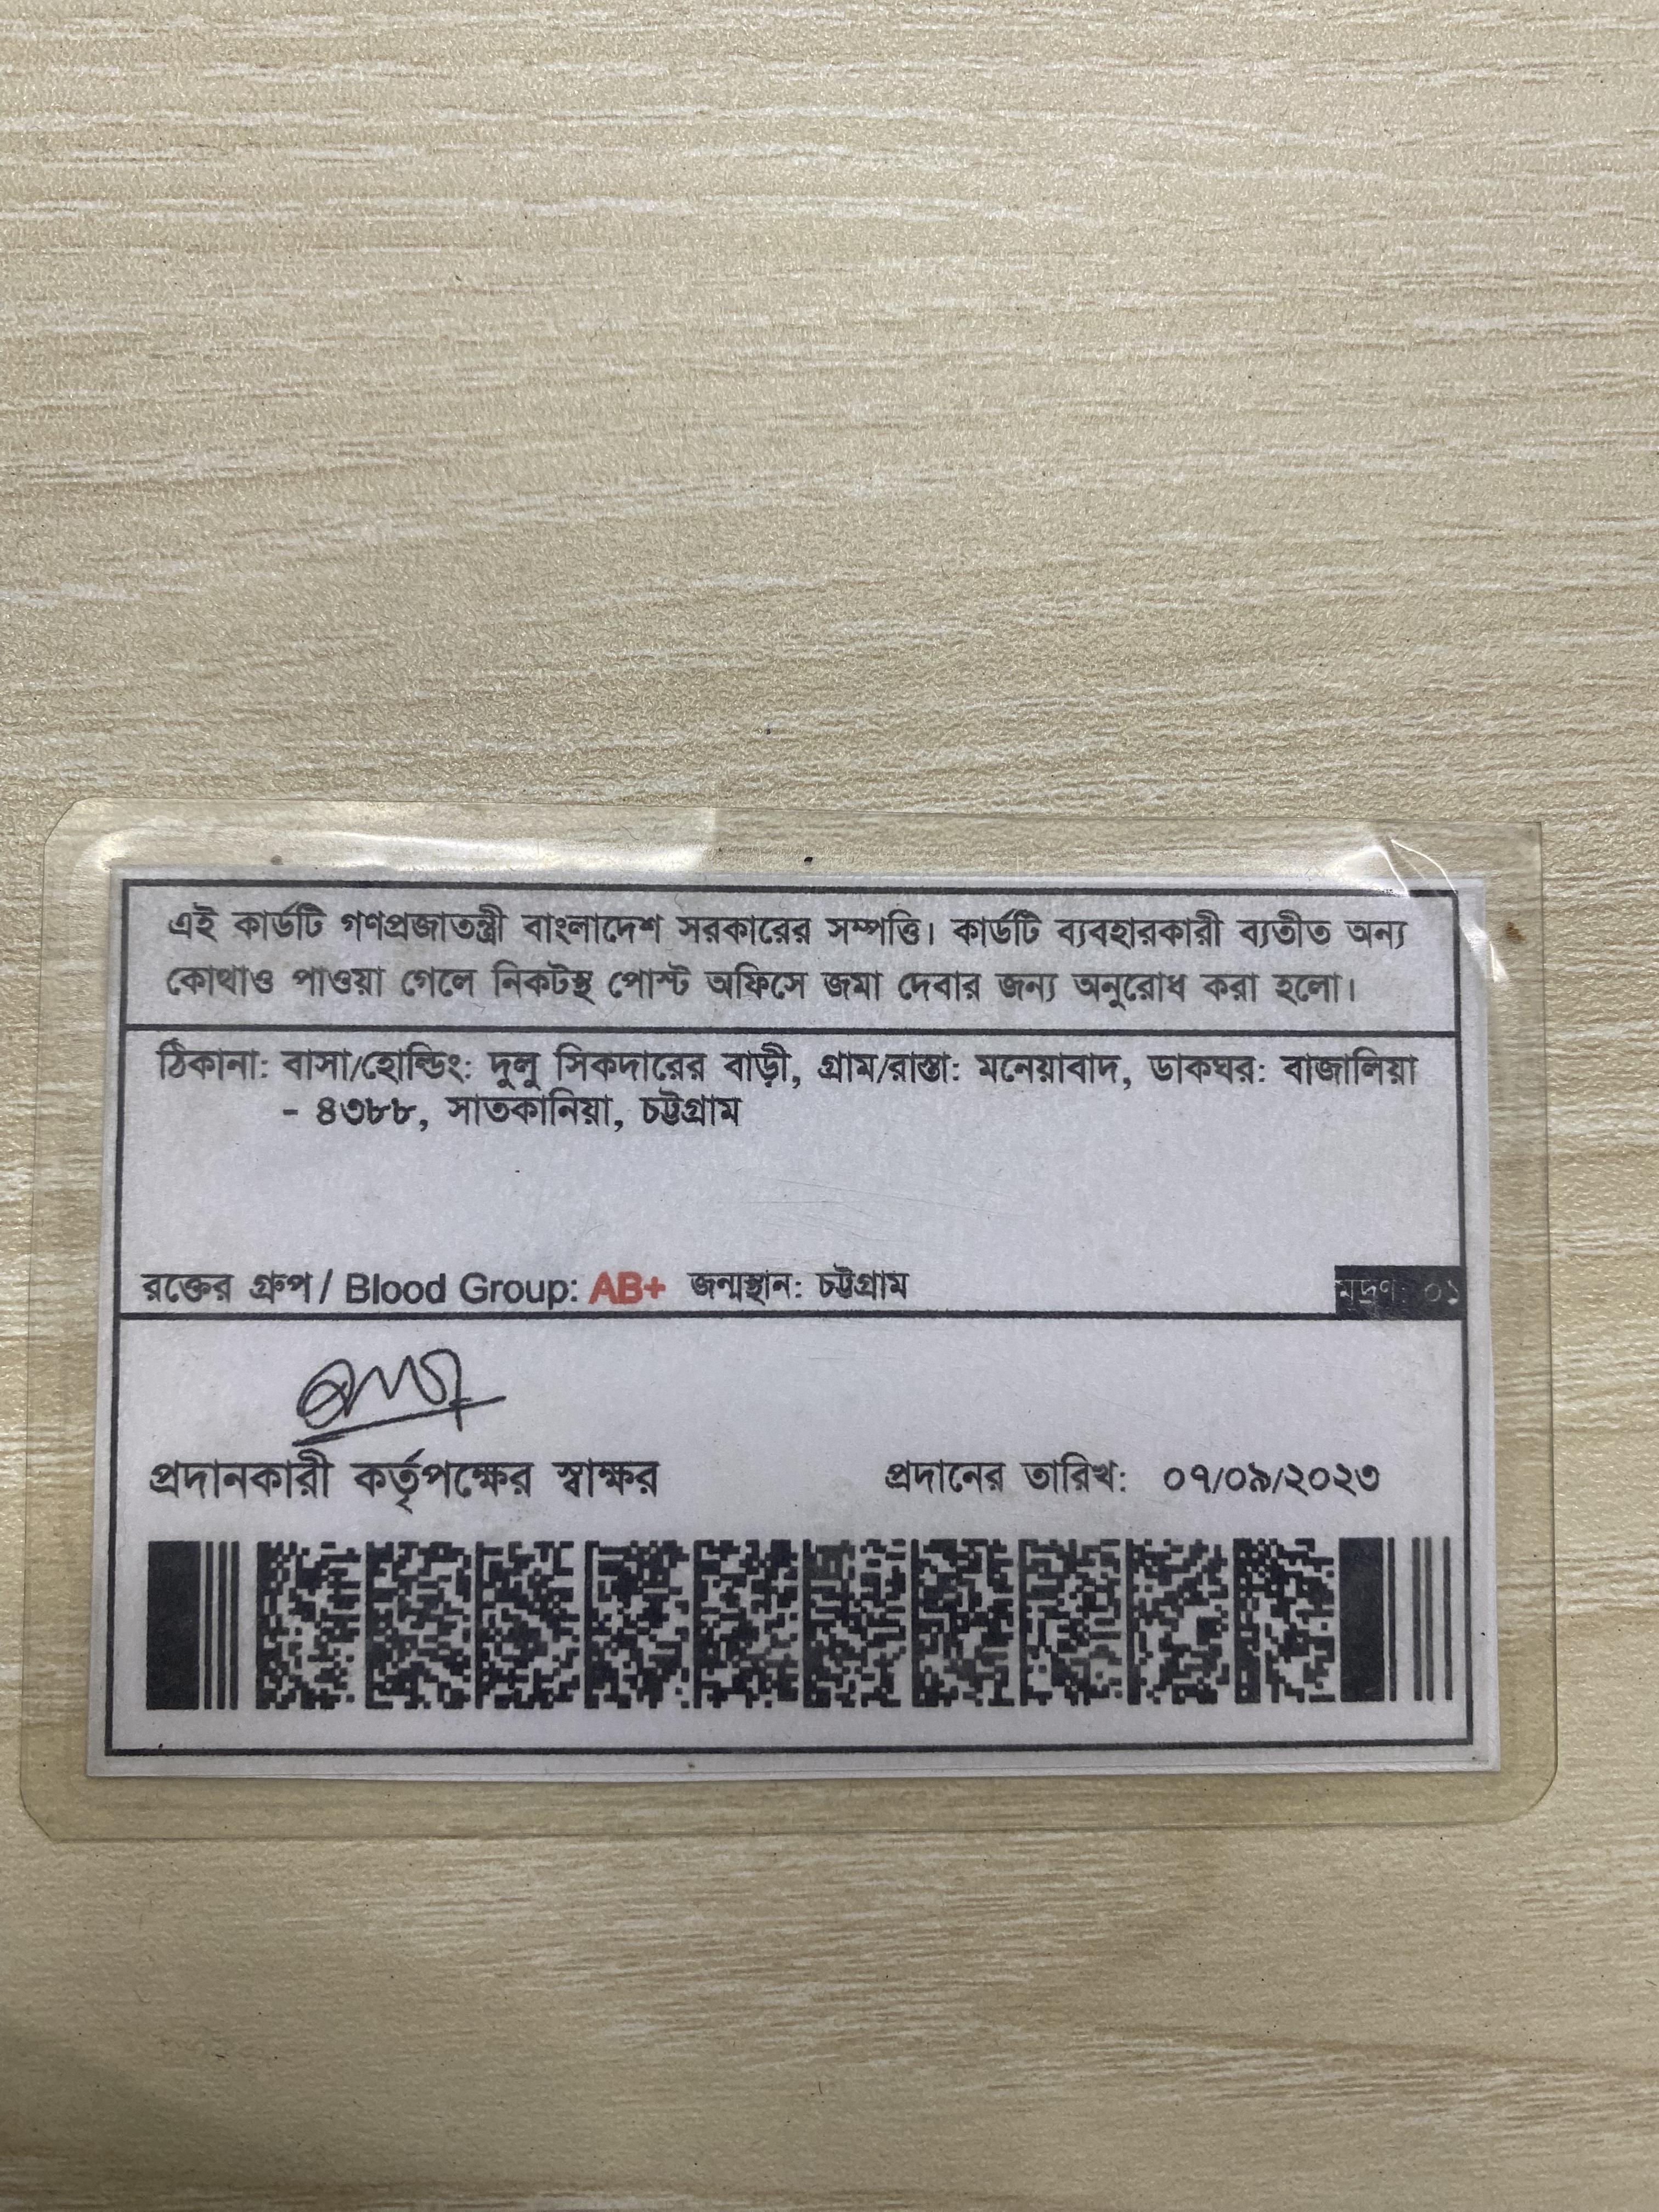 এই কার্ডটি গণপ্রজাতন্ত্রী বাংলাদেশ সরকারের সম্পত্তি। কার্ডটি ব্যবহারকারী ব্যতীত অন্য
কোথাও পাওয়া গেলে নিকটস্থ পোস্ট অফিসে জমা দেবার জন্য অনুরোধ করা হলো।
ঠিকানা: বাসা/হোল্ডিং: দুলু সিকদারের বাড়ী, গ্রাম/রাস্তা: মনেয়াবাদ, ডাকঘর: বাজালিয়া
- ৪৩৮৮, সাতকানিয়া, চট্টগ্রাম
রক্তের গ্রুপ / Blood Group: AB+ জন্মস্থান: চট্টগ্রাম মুদ্রণ: ০১
প্রদানকারী কর্তৃপক্ষের স্বাক্ষর প্রদানের তারিখ: ০৭/০৯/২০২৩